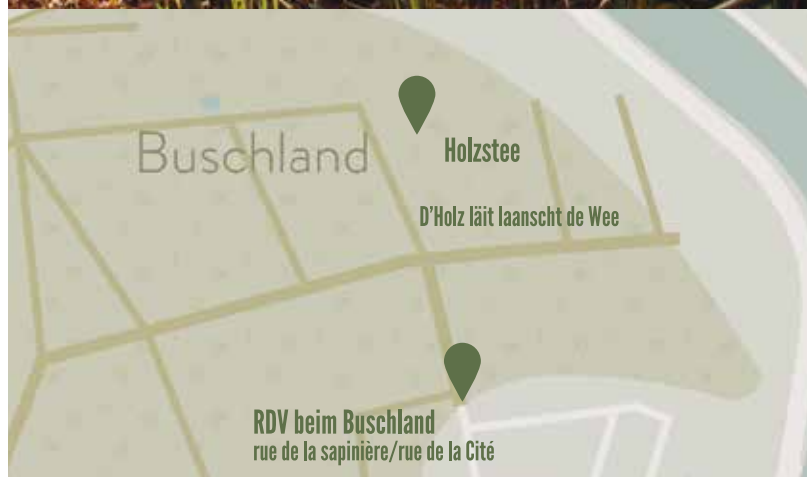 Buschland
Holzstee
D'Holz läit laanscht de Wee
RDV beim Buschland
rue de la sapinière/rue de la Cité